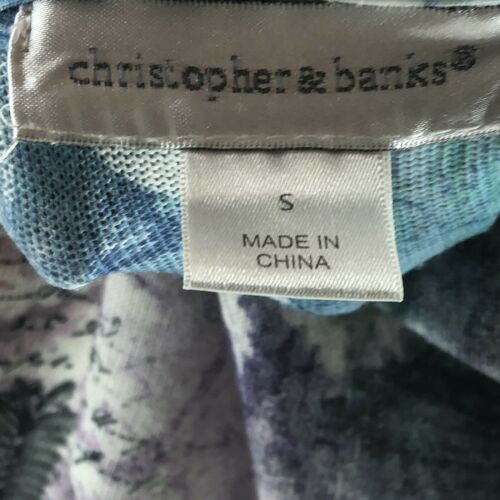 christopher & banks®
S
MADE IN
CHINA